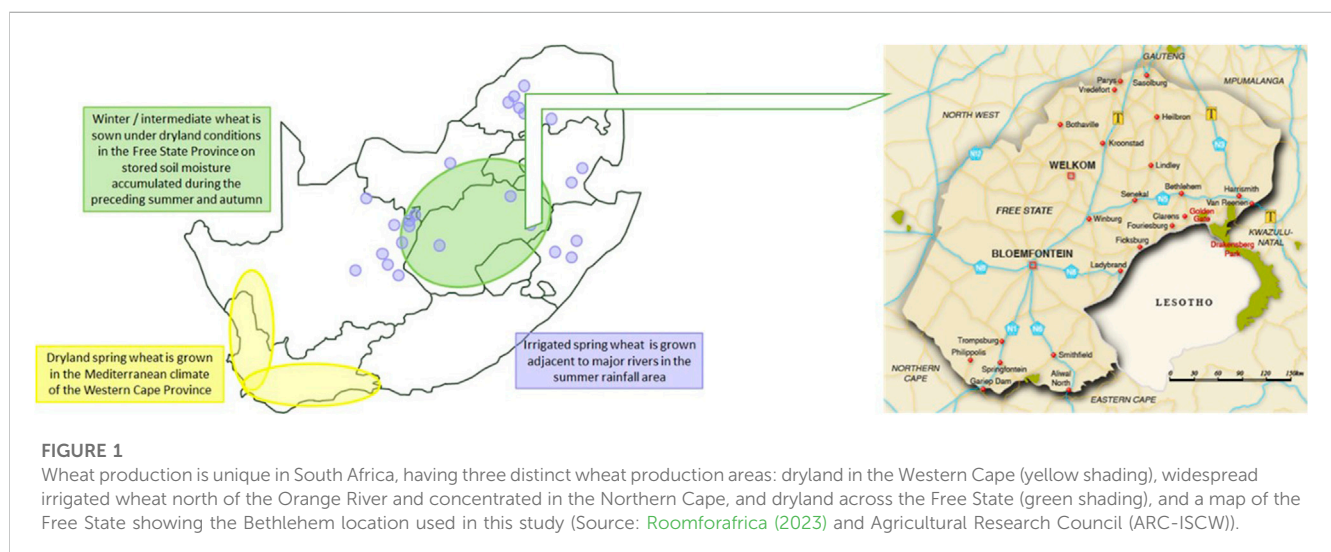 Winter / intermediate wheat is
sown under dryland conditions
in the Free State Province on
stored soil moisture
accumulated during the
preceding summer and autumn
Dryland spring wheat is grown
in the Mediterranean climate
of the Western Cape Province
Irrigated spring wheat is grown
adjacent to major rivers in the
summer rainfall area
GAUTENG
Parys
Sasolburg
Vredefort
MPUMALANGA
NORTH WEST
T
T
Bothaville
Heilbron
Kroonstad
N12
N3
WELKOM
Lindley
Senekal
Bethlehem
Harrismith
N5
Van Reenen
FREE STATE
Winburg
Clarens
Golden
Gate
T
Fouriesburg
KWAZULU-
NATAL
Ficksburg
Drakensberg
Park
BLOEMFONTEIN
Ladybrand
N8
N8
LESOTHO
N1
N6
Trompsburg
Philippolis
Smithfield
Springfontein
NORTHERN
CAPE
Gariep Dam
Aliwal
North
EASTERN CAPE
0 30 60 90 120 150km
FIGURE 1
Wheat production is unique in South Africa, having three distinct wheat production areas: dryland in the Western Cape (yellow shading), widespread
irrigated wheat north of the Orange River and concentrated in the Northern Cape, and dryland across the Free State (green shading), and a map of the
Free State showing the Bethlehem location used in this study (Source: Roomforafrica (2023) and Agricultural Research Council (ARC-ISCW)).